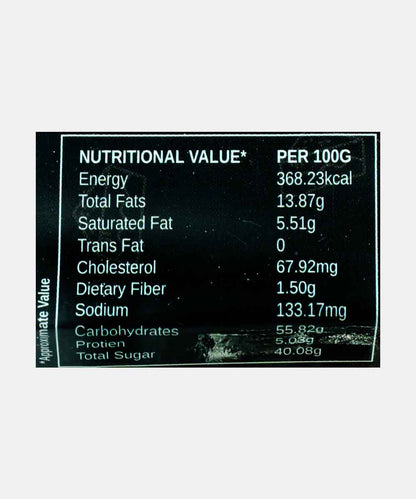 NUTRITIONAL VALUE* PER 100G
Energy 368.23kcal
Total Fats 13.87g
Saturated Fat 5.51g
Trans Fat 0
Cholesterol 67.92mg
Dietary Fiber 1.50g
Sodium 133.17mg
Carbohydrates 55.82g
Protien 5.03g
Total Sugar 40.08g
*Approximate Value